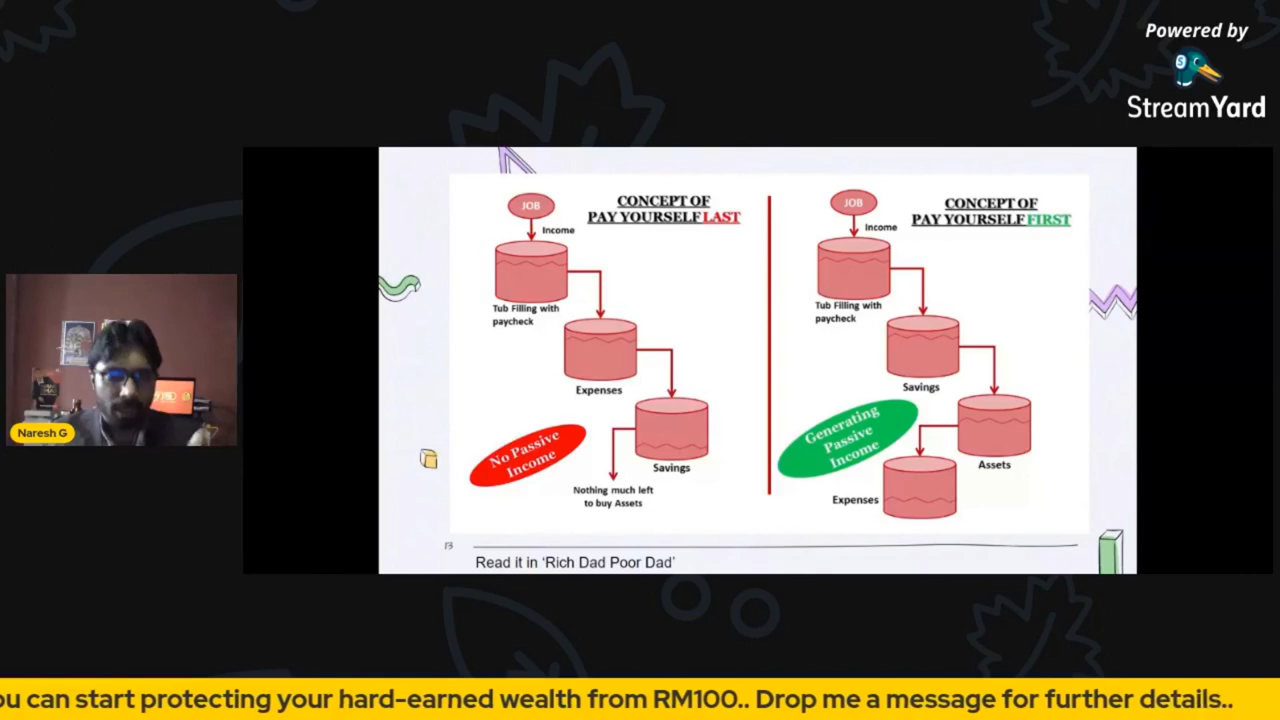 Powered by
StreamYard
JOB
CONCEPT OF
PAY YOURSELF LAST
Income
Tub Filling with
paycheck
Expenses
No Passive
Income
Savings
Nothing much left
to buy Assets
JOB
CONCEPT OF
PAY YOURSELF FIRST
Income
Tub Filling with
paycheck
Savings
Generating
Passive
Income
Assets
Expenses
13
Read it in ‘Rich Dad Poor Dad’
Naresh G
ou can start protecting your hard-earned wealth from RM100.. Drop me a message for further details..